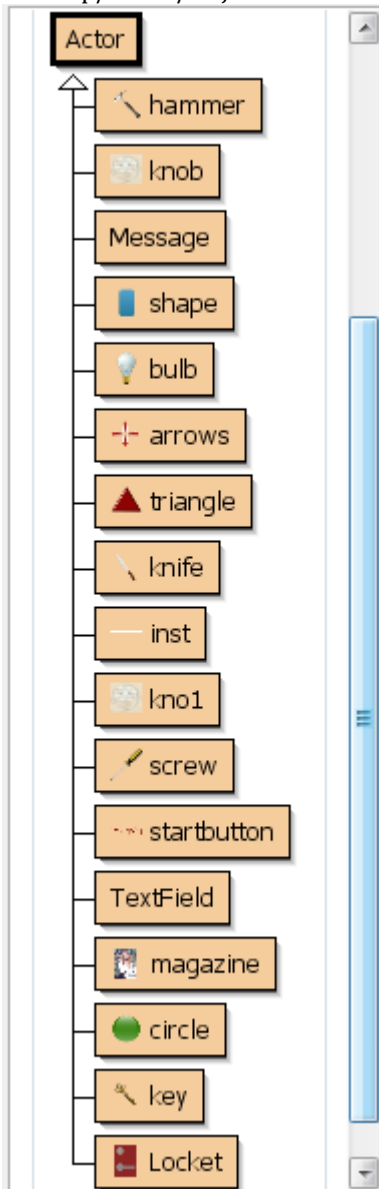 Actor
hammer
knob
Message
shape
bulb
arrows
triangle
knife
inst
kno1
screw
startbutton
TextField
magazine
circle
key
Locket